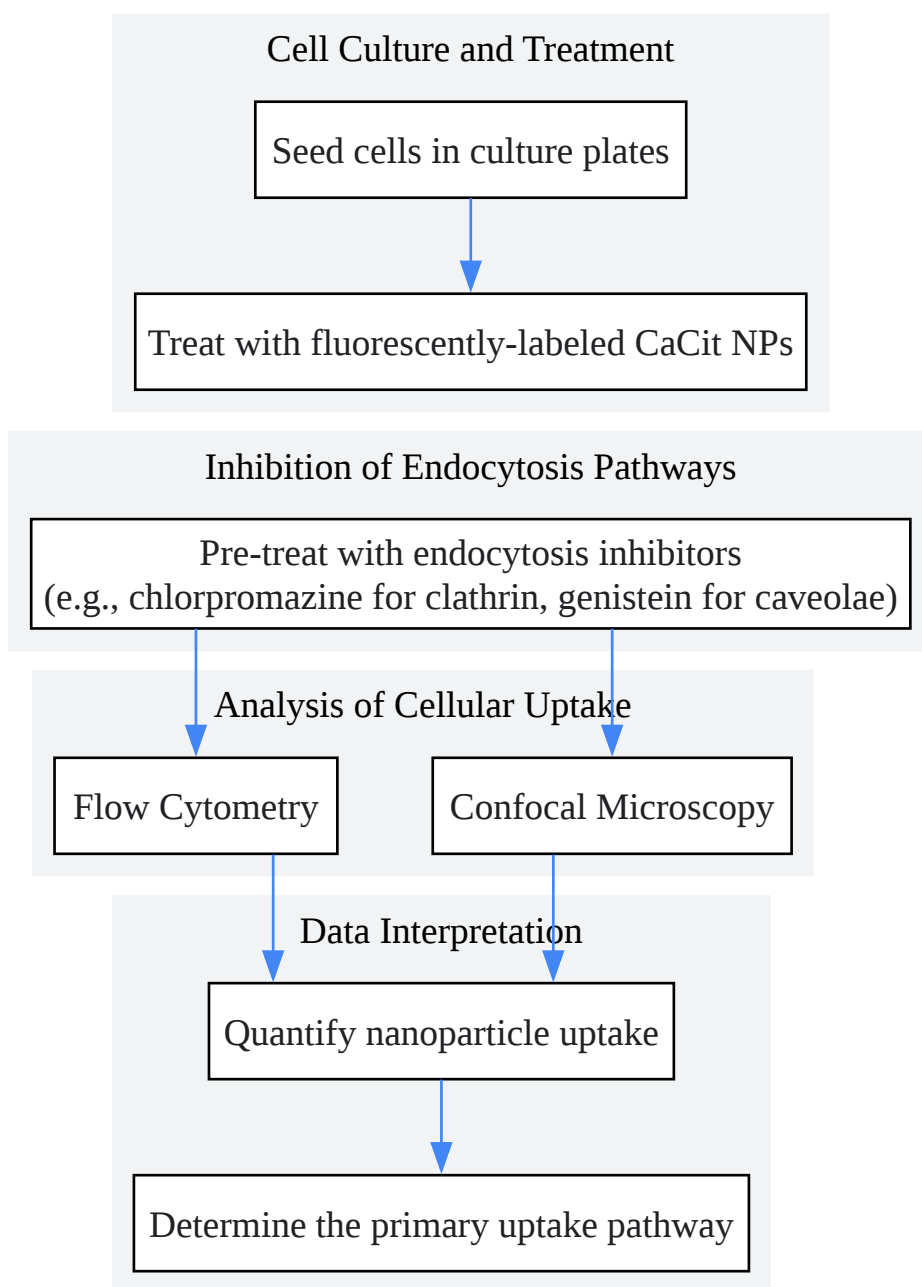 Cell Culture and Treatment
Seed cells in culture plates
Treat with fluorescently-labeled CaCit NPs
Inhibition of Endocytosis Pathways
Pre-treat with endocytosis inhibitors
(e.g., chlorpromazine for clathrin, genistein for caveolae)
Analysis of Cellular Uptake
Flow Cytometry
Confocal Microscopy
Data Interpretation
Quantify nanoparticle uptake
Determine the primary uptake pathway